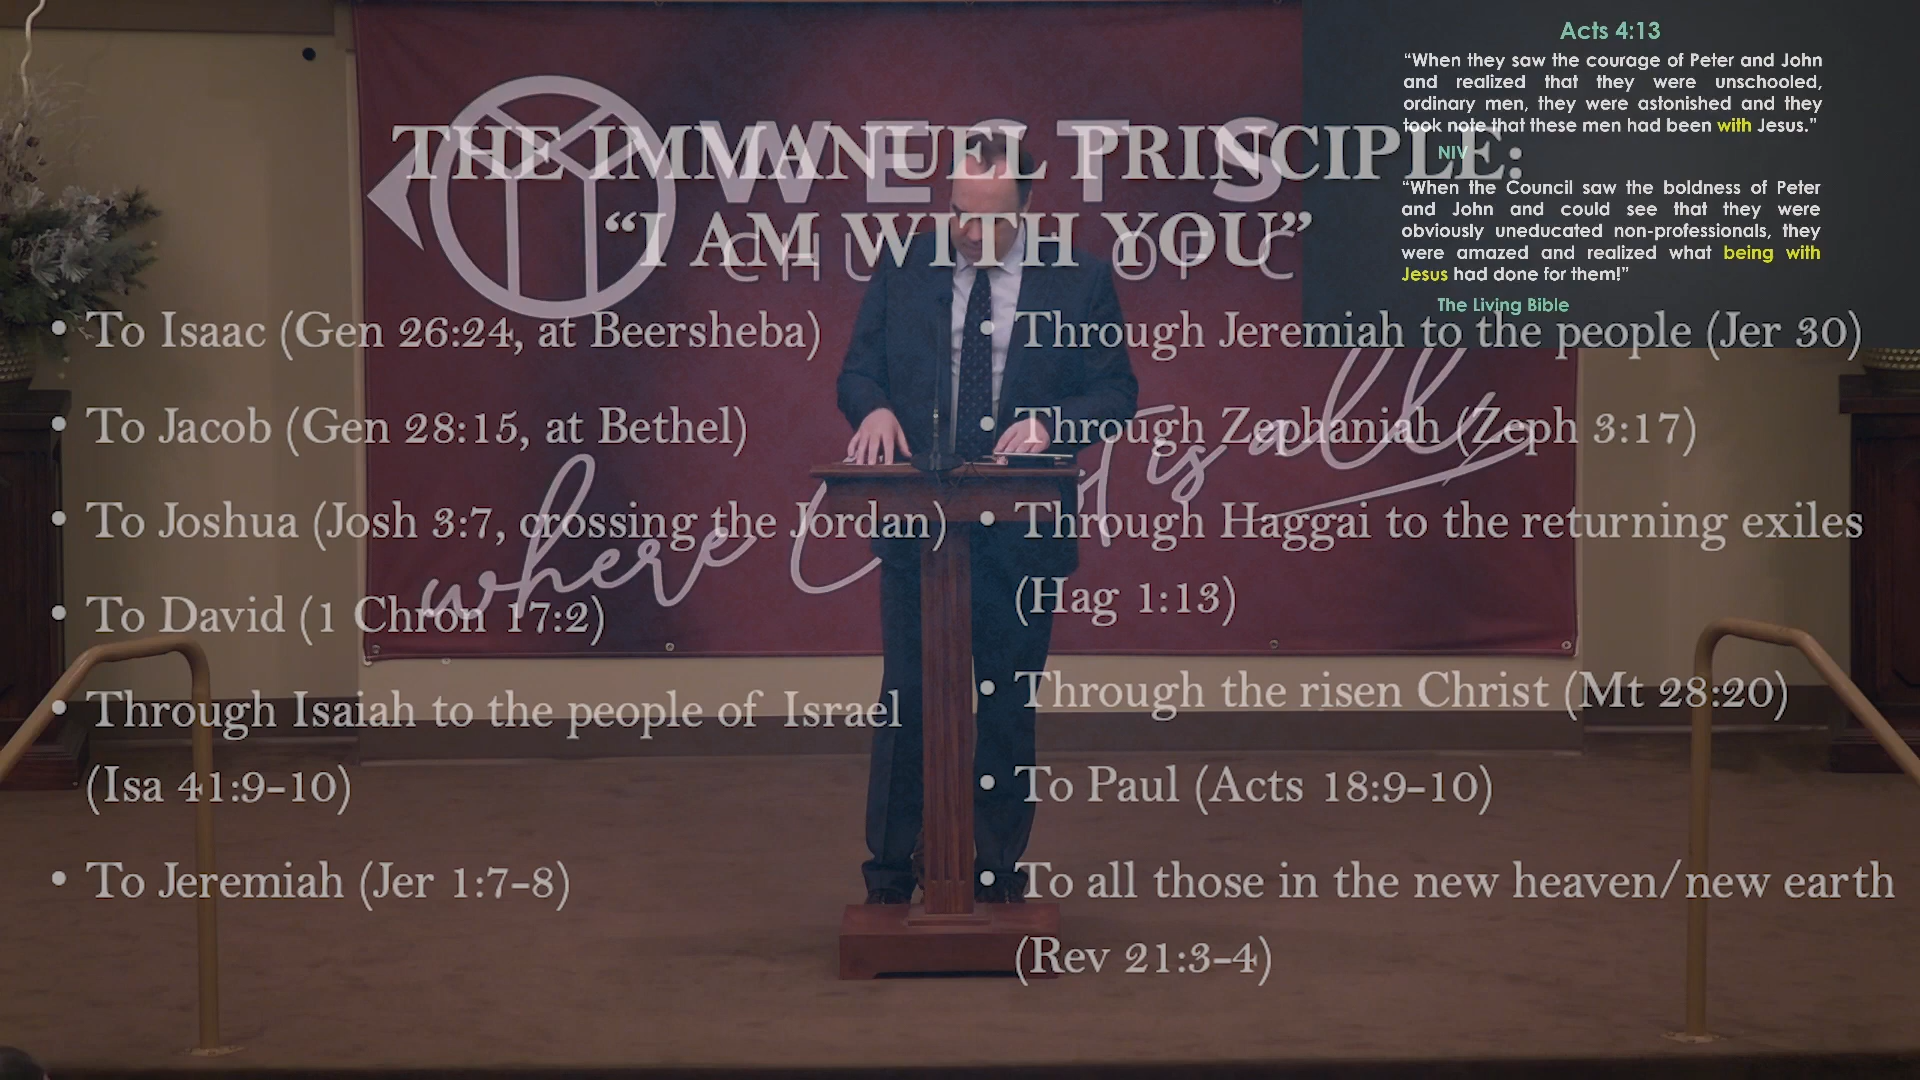 THE IMMANUEL PRINCIPLE:
“I AM WITH YOU”
• To Isaac (Gen 26:24, at Beersheba)
• To Jacob (Gen 28:15, at Bethel)
• To Joshua (Josh 3:7, crossing the Jordan)
• To David (1 Chron 17:2)
• Through Isaiah to the people of Israel
(Isa 41:9–10)
• To Jeremiah (Jer 1:7–8)
• Through Jeremiah to the people (Jer 30)
• Through Zephaniah (Zeph 3:17)
• Through Haggai to the returning exiles
(Hag 1:13)
• Through the risen Christ (Mt 28:20)
• To Paul (Acts 18:9–10)
• To all those in the new heaven/new earth
(Rev 21:3–4)
Acts 4:13
“When they saw the courage of Peter and John
and realized that they were unschooled,
ordinary men, they were astonished and they
took note that these men had been with Jesus.”
NIV
“When the Council saw the boldness of Peter
and John and could see that they were
obviously uneducated non-professionals, they
were amazed and realized what being with
Jesus had done for them!”
The Living Bible
WE T S
CHU OF C
where is all